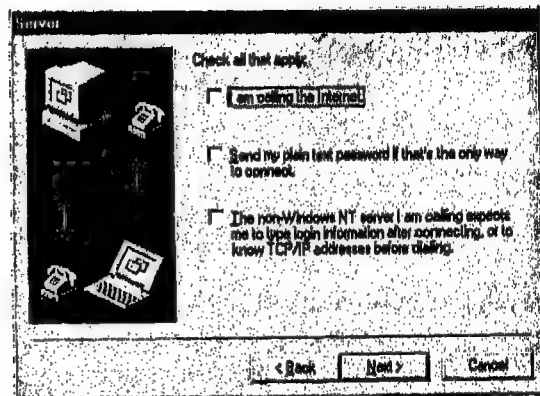 Server
Check all that apply:
I am calling the Internet.
Send my plain text password if that's the only way
to connect.
The non-Windows NT server I am calling expects
me to type login information after connecting, or to
know TCP/IP addresses before dialing.
< Back
Next >
Cancel